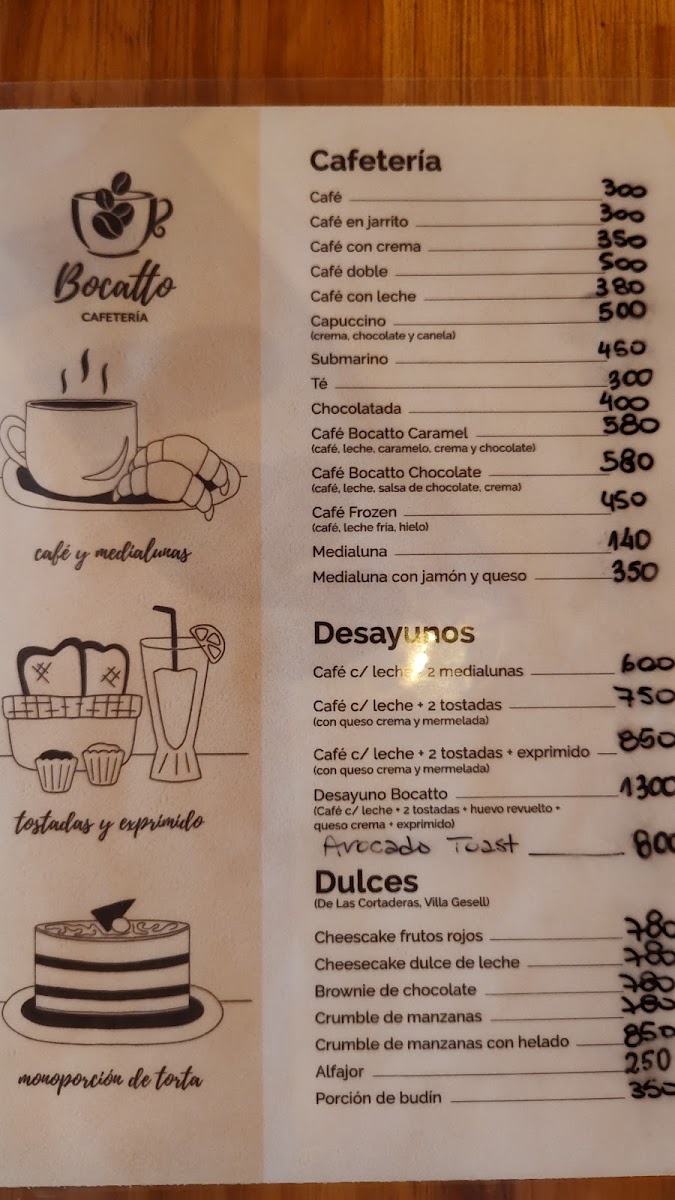 Bocatto
CAFETERÍA
café y medialunas
tostadas y exprimido
monoporción de torta
Cafetería
Café 300
Café en jarrito 300
Café con crema 350
Café doble 500
Café con leche 380
Capuccino 500
(crema, chocolate y canela)
Submarino 460
Té 300
Chocolatada 400
Café Bocatto Caramel 580
(café, leche, caramelo, crema y chocolate)
Café Bocatto Chocolate 580
(café, leche, salsa de chocolate, crema)
Café Frozen 450
(café, leche fría, hielo)
Medialuna 140
Medialuna con jamón y queso 350
Desayunos
Café c/ leche + 2 medialunas 600
Café c/ leche + 2 tostadas 750
(con queso crema y mermelada)
Café c/ leche + 2 tostadas + exprimido 850
(con queso crema y mermelada)
Desayuno Bocatto 1300
(Café c/ leche + 2 tostadas + huevo revuelto +
queso crema + exprimido)
Avocado Toast 800
Dulces
(De Las Cortaderas, Villa Gesell)
Cheescake frutos rojos 780
Cheesecake dulce de leche 780
Brownie de chocolate 780
Crumble de manzanas 780
Crumble de manzanas con helado 850
Alfajor 250
Porción de budín 350